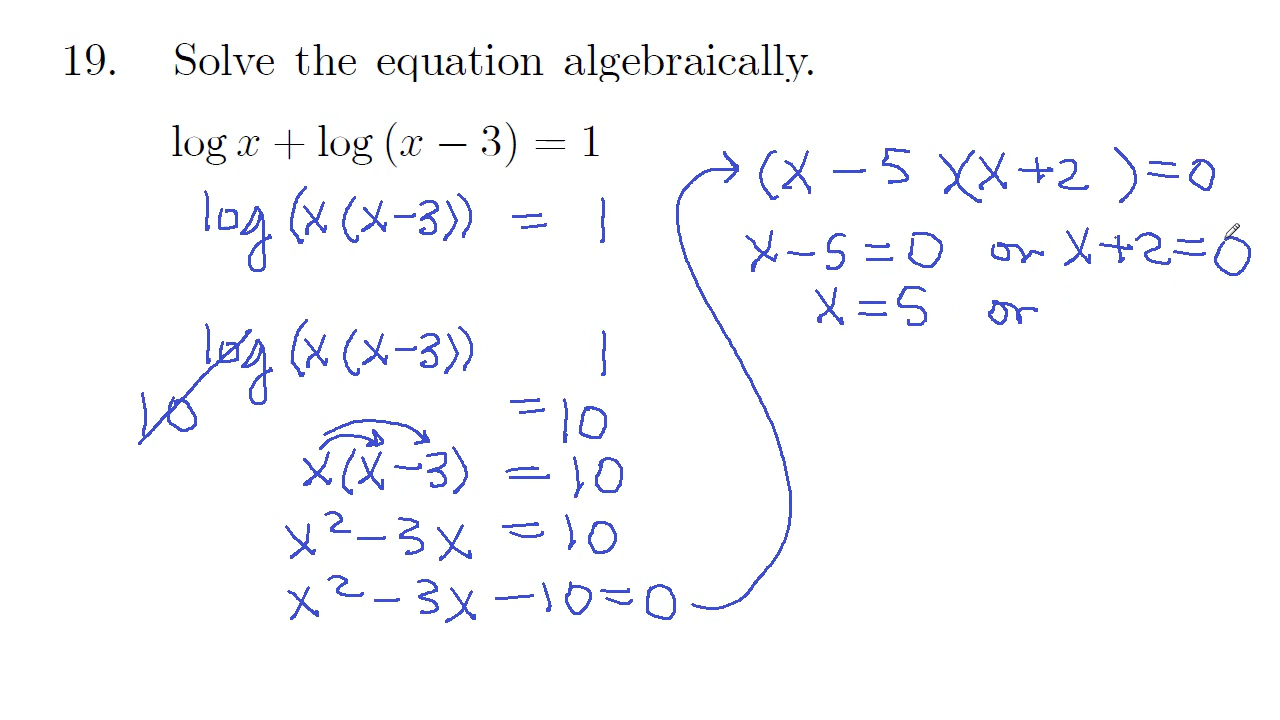 19. Solve the equation algebraically.
log x + log (x − 3) = 1
log (x (x-3)) = 1
log (x (x-3)) 1
10 = 10
x(x-3) = 10
x² - 3x = 10
x² - 3x - 10 = 0
(x - 5)(x + 2) = 0
x - 5 = 0 or x + 2 = 0
x = 5 or